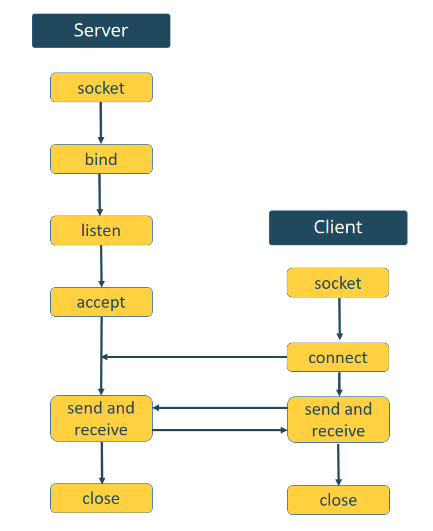 Server
socket
bind
listen
accept
send and
receive
close
Client
socket
connect
send and
receive
close